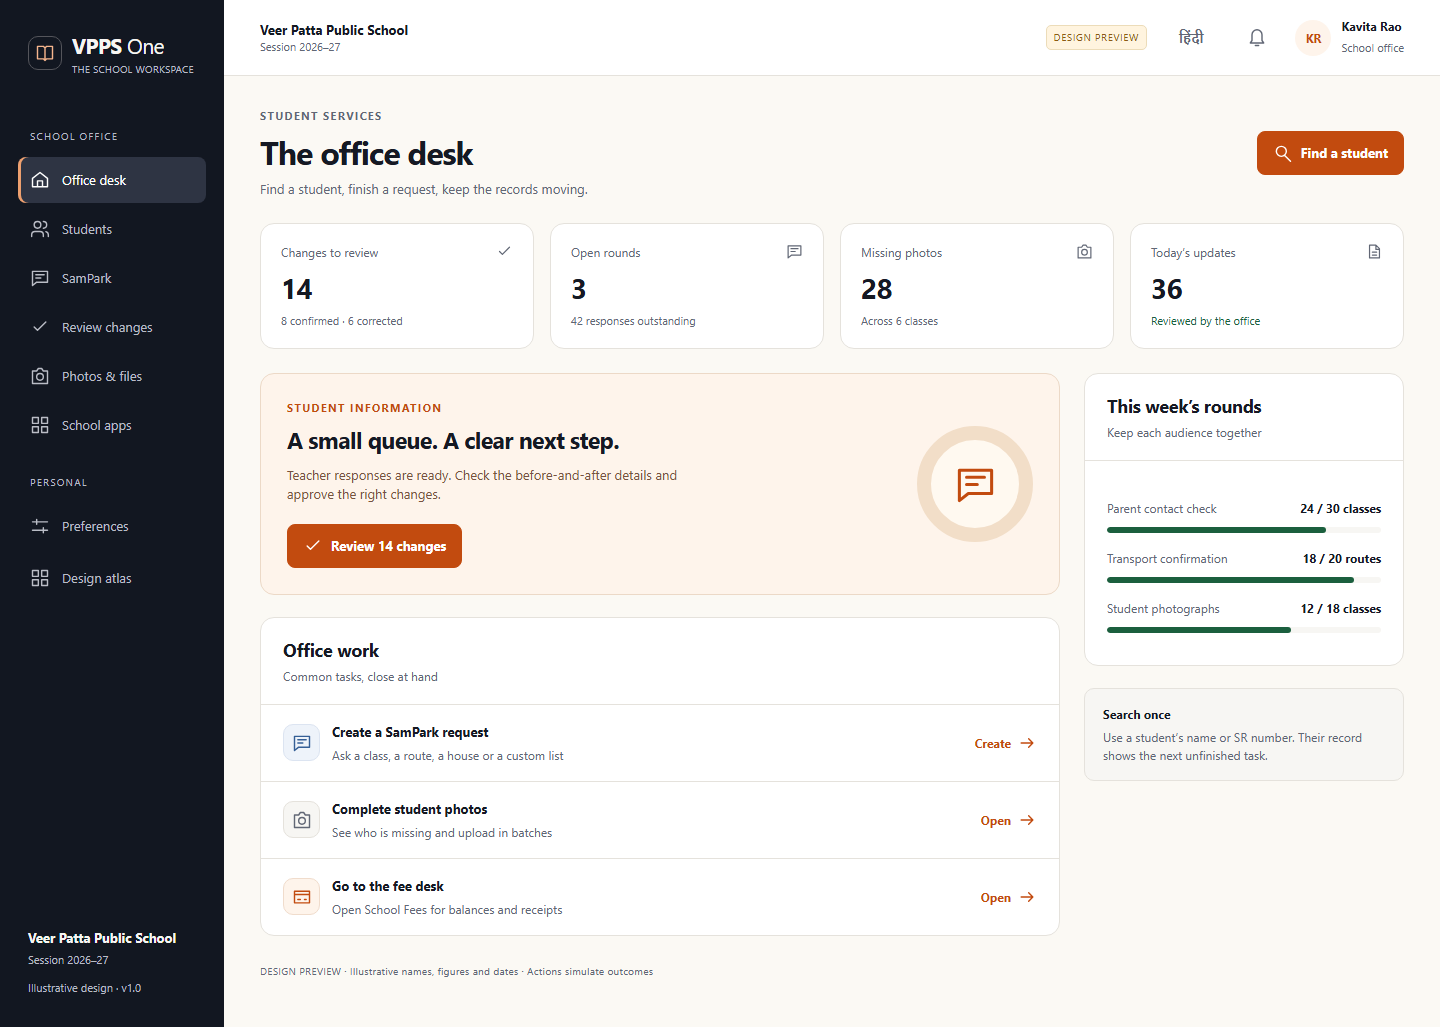 VPPS One
THE SCHOOL WORKSPACE
SCHOOL OFFICE
Office desk
Students
SamPark
Review changes
Photos & files
School apps
PERSONAL
Preferences
Design atlas
Veer Patta Public School
Session 2026–27
Illustrative design · v1.0
Veer Patta Public School
Session 2026–27
DESIGN PREVIEW
हिंदी
KR
Kavita Rao
School office
STUDENT SERVICES
The office desk
Find a student, finish a request, keep the records moving.
Find a student
Changes to review
14
8 confirmed · 6 corrected
Open rounds
3
42 responses outstanding
Missing photos
28
Across 6 classes
Today’s updates
36
Reviewed by the office
STUDENT INFORMATION
A small queue. A clear next step.
Teacher responses are ready. Check the before-and-after details and
approve the right changes.
Review 14 changes
Office work
Common tasks, close at hand
Create a SamPark request
Ask a class, a route, a house or a custom list
Create
Complete student photos
See who is missing and upload in batches
Open
Go to the fee desk
Open School Fees for balances and receipts
Open
This week’s rounds
Keep each audience together
Parent contact check 24 / 30 classes
Transport confirmation 18 / 20 routes
Student photographs 12 / 18 classes
Search once
Use a student’s name or SR number. Their record
shows the next unfinished task.
DESIGN PREVIEW · Illustrative names, figures and dates · Actions simulate outcomes